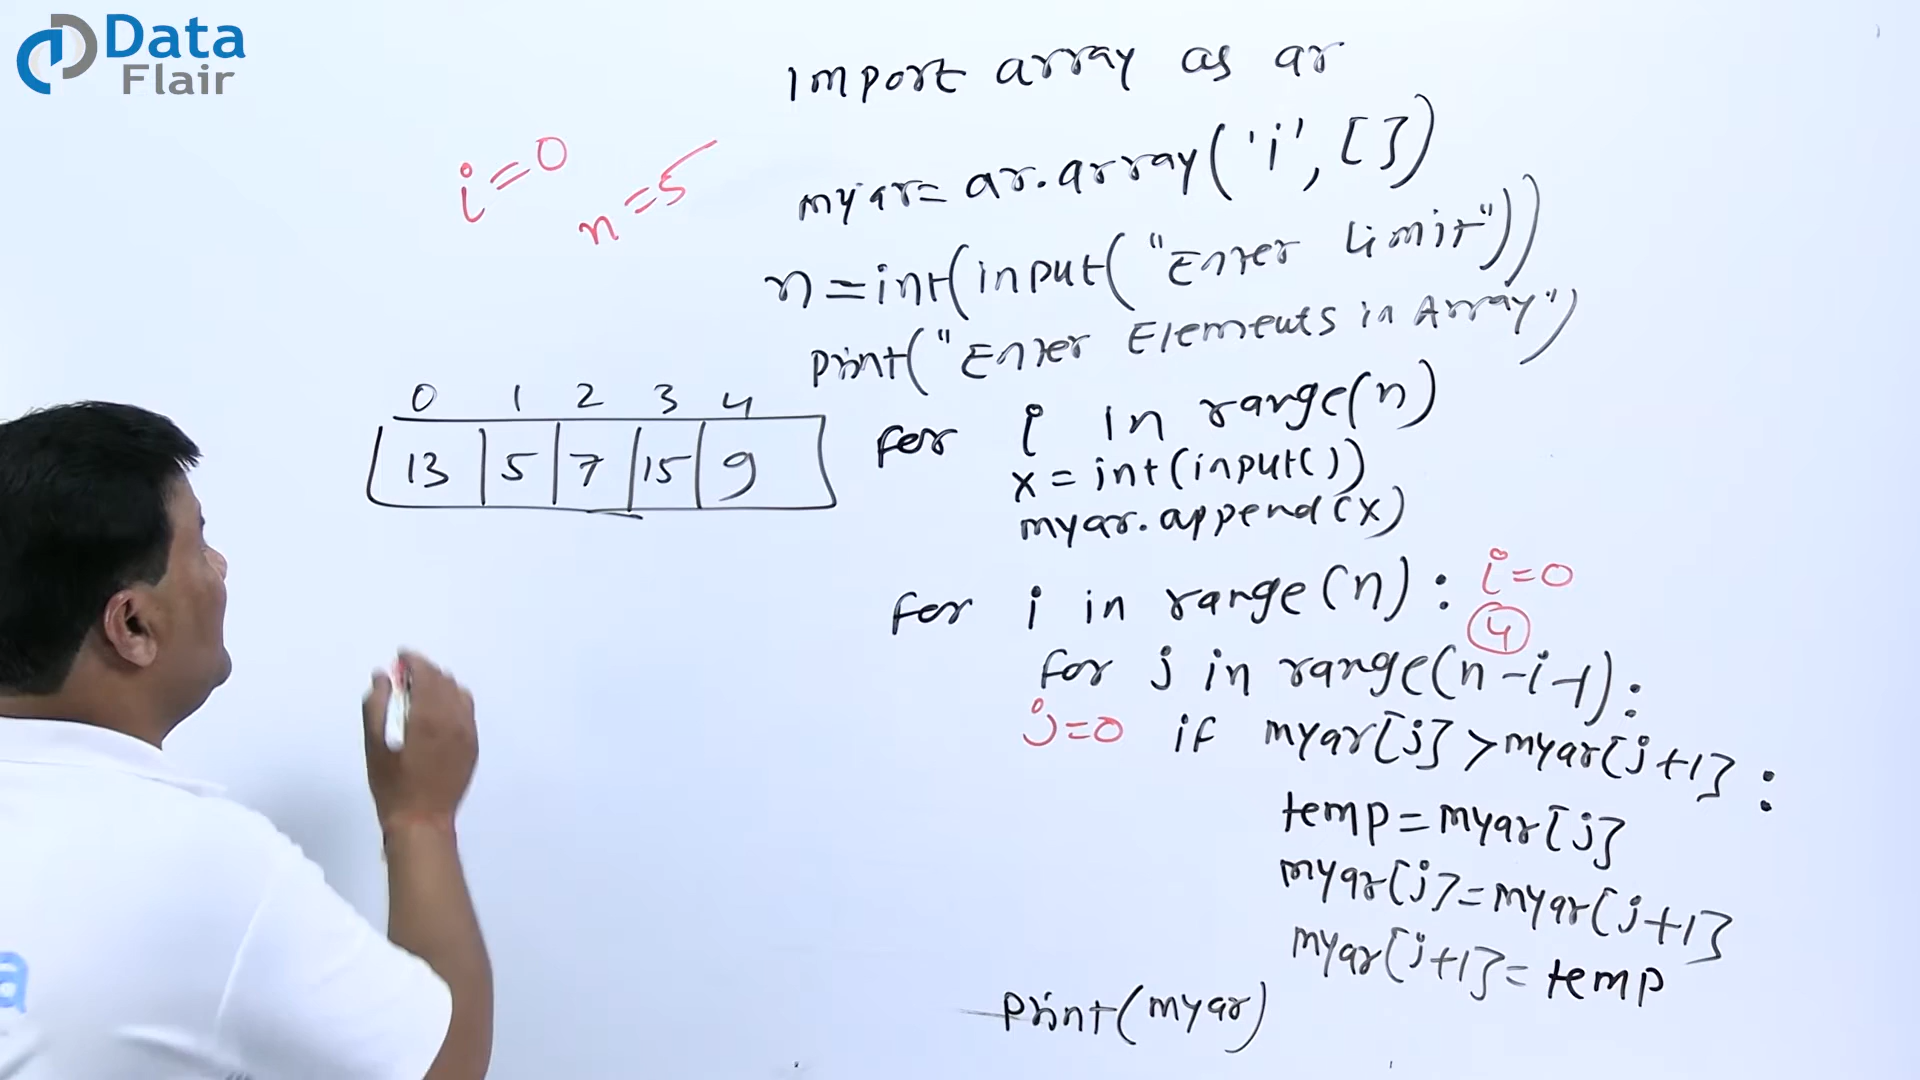 Data
Flair
import array as ar
i=0
n=5
myar=ar.array('i',[])
n=int(input("Enter Limit"))
print("Enter Elements in Array")
0 1 2 3 4
13 5 7 15 9
for i in range(n)
x=int(input())
myar.append(x)
for i in range(n): i=0
4
for j in range(n-i-1):
j=0 if myar[j]>myar[j+1]:
temp=myar[j]
myar[j]=myar[j+1]
myar[j+1]=temp
print(myar)
a